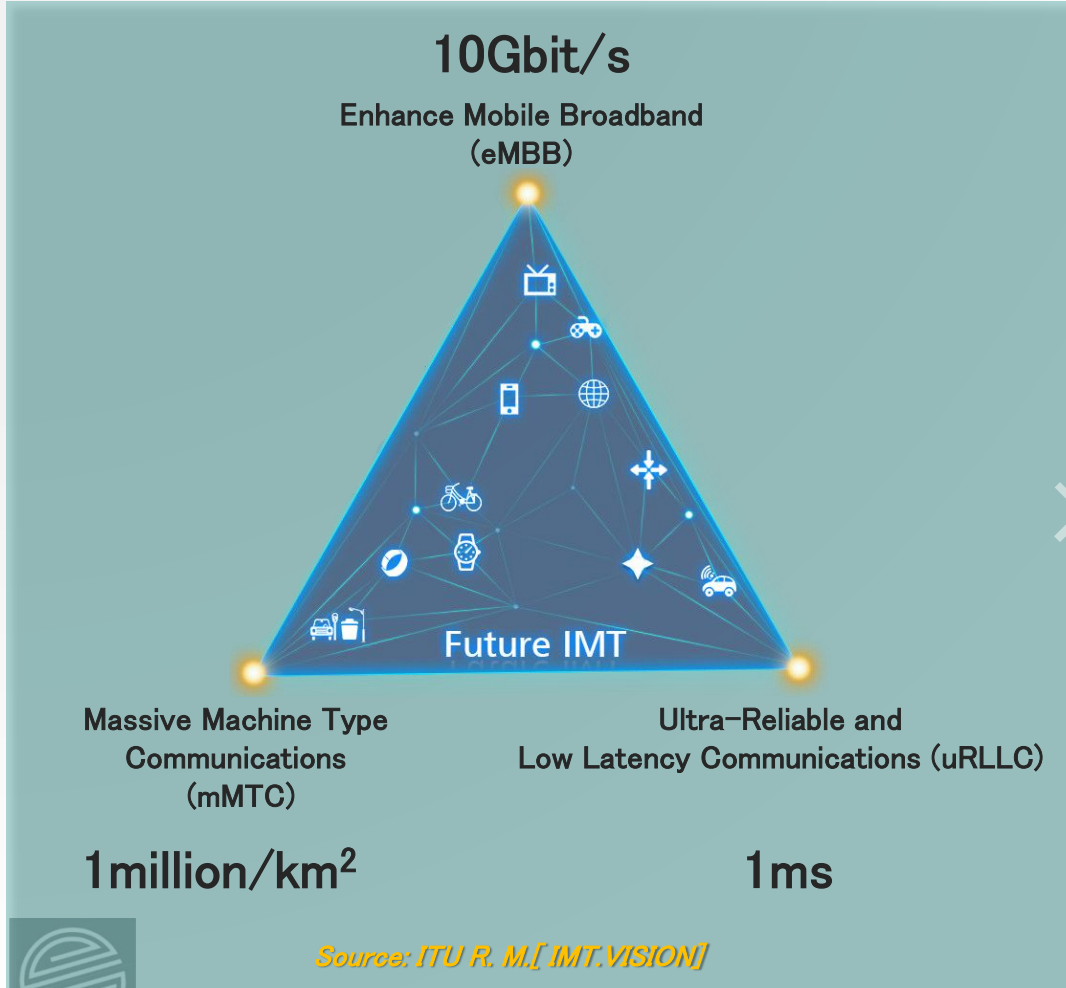 10Gbit/s
Enhance Mobile Broadband
(eMBB)
Future IMT
Massive Machine Type
Communications
(mMTC)
Ultra-Reliable and
Low Latency Communications (uRLLC)
1million/km²
1ms
Source: ITU R. M.[ IMT.VISION]